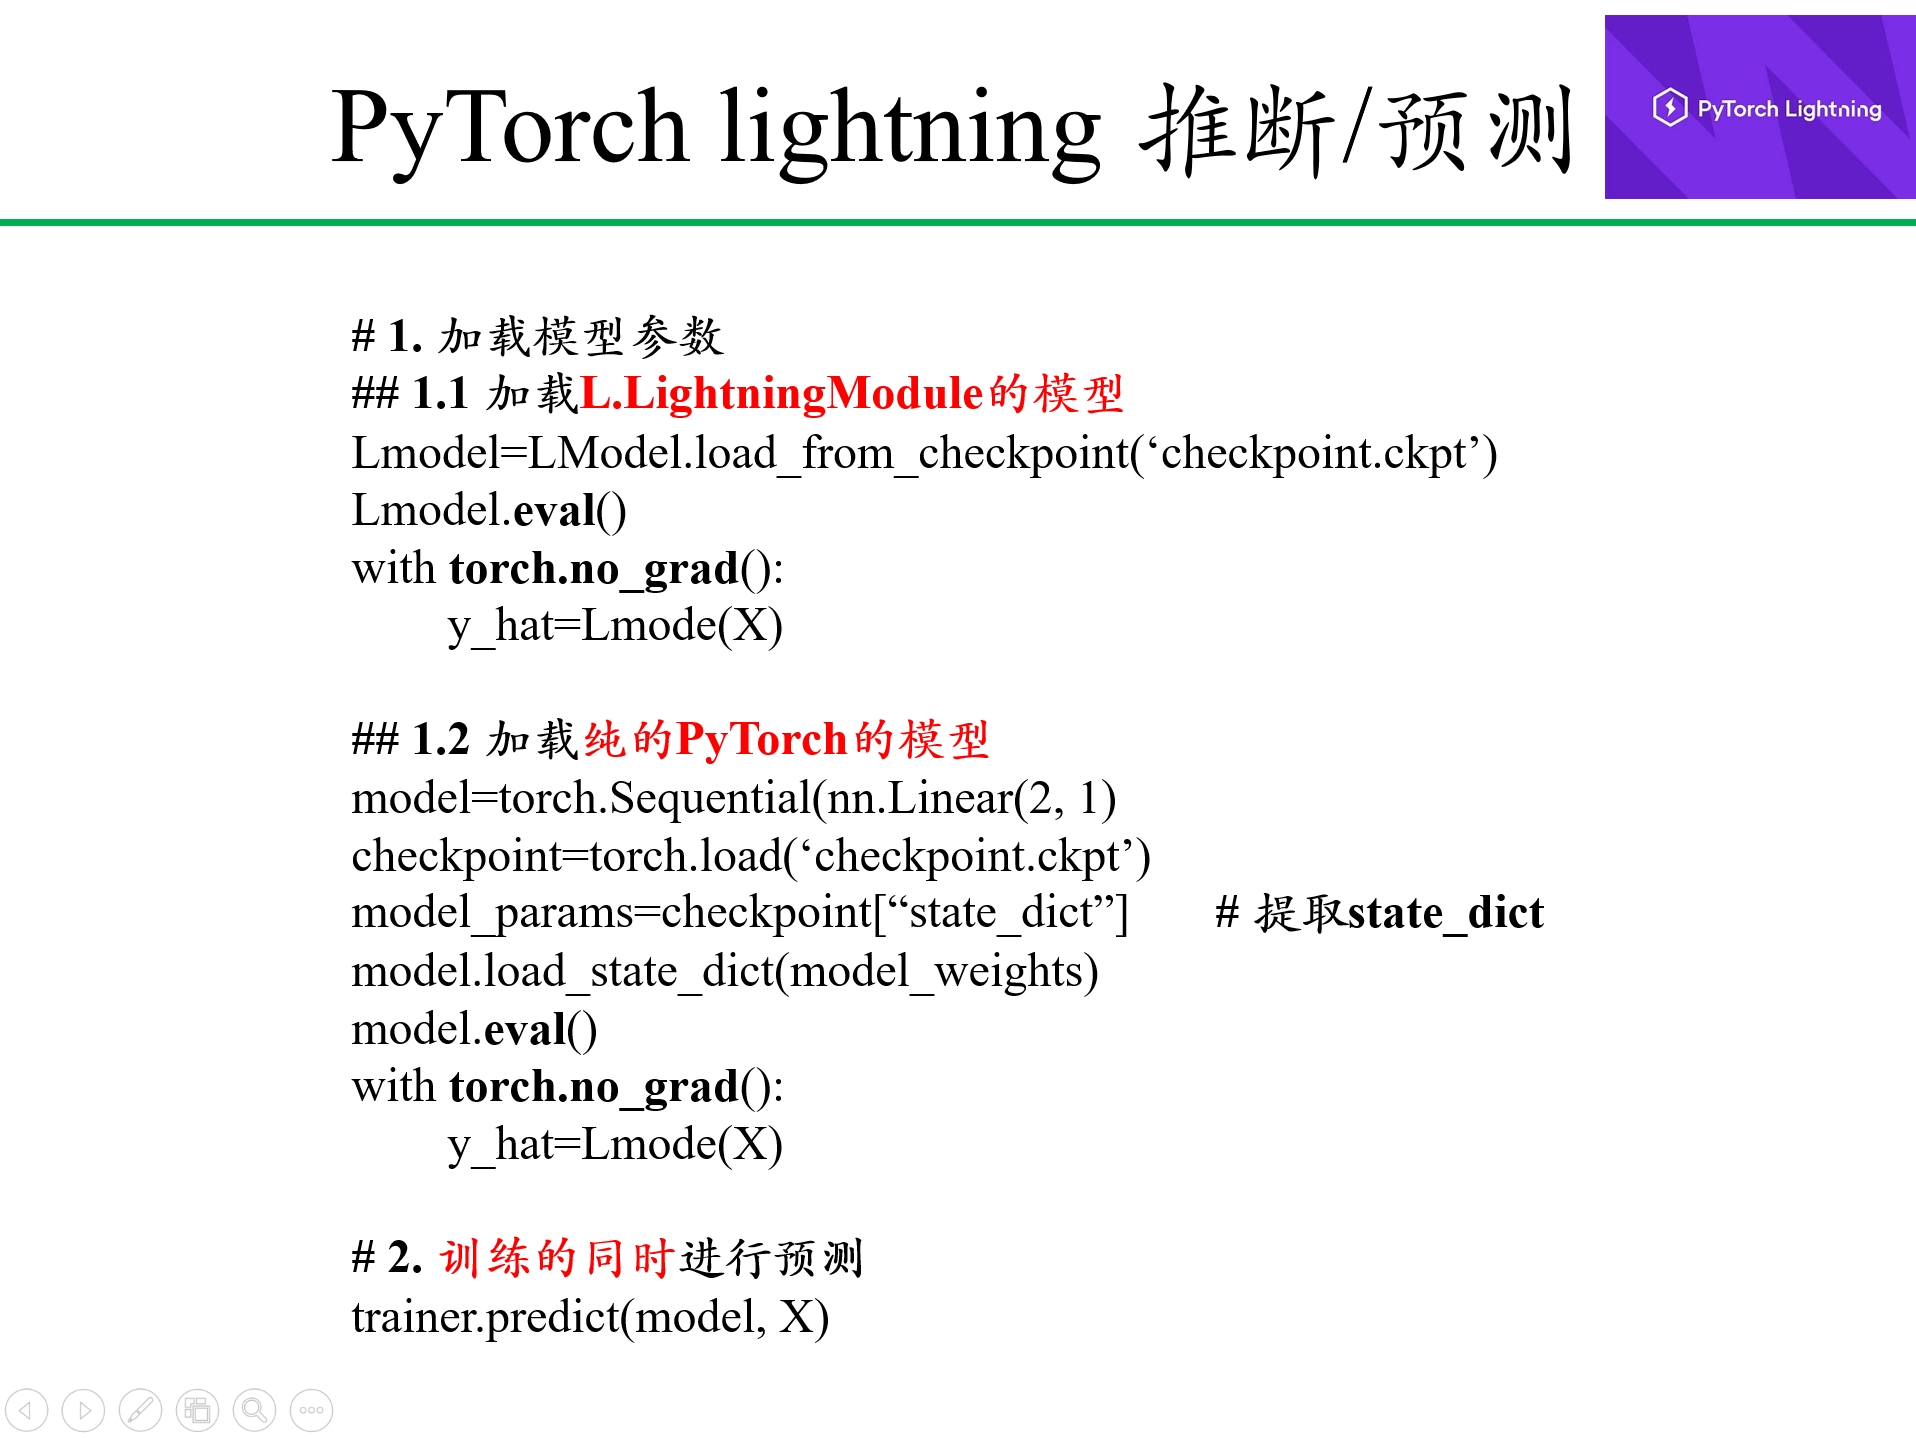 PyTorch lightning 推断/预测
PyTorch Lightning
# 1. 加载模型参数
## 1.1 加载L.LightningModule的模型
Lmodel=LModel.load_from_checkpoint(‘checkpoint.ckpt’)
Lmodel.eval()
with torch.no_grad():
y_hat=Lmode(X)
## 1.2 加载纯的PyTorch的模型
model=torch.Sequential(nn.Linear(2, 1)
checkpoint=torch.load(‘checkpoint.ckpt’)
model_params=checkpoint[“state_dict”] # 提取state_dict
model.load_state_dict(model_weights)
model.eval()
with torch.no_grad():
y_hat=Lmode(X)
# 2. 训练的同时进行预测
trainer.predict(model, X)